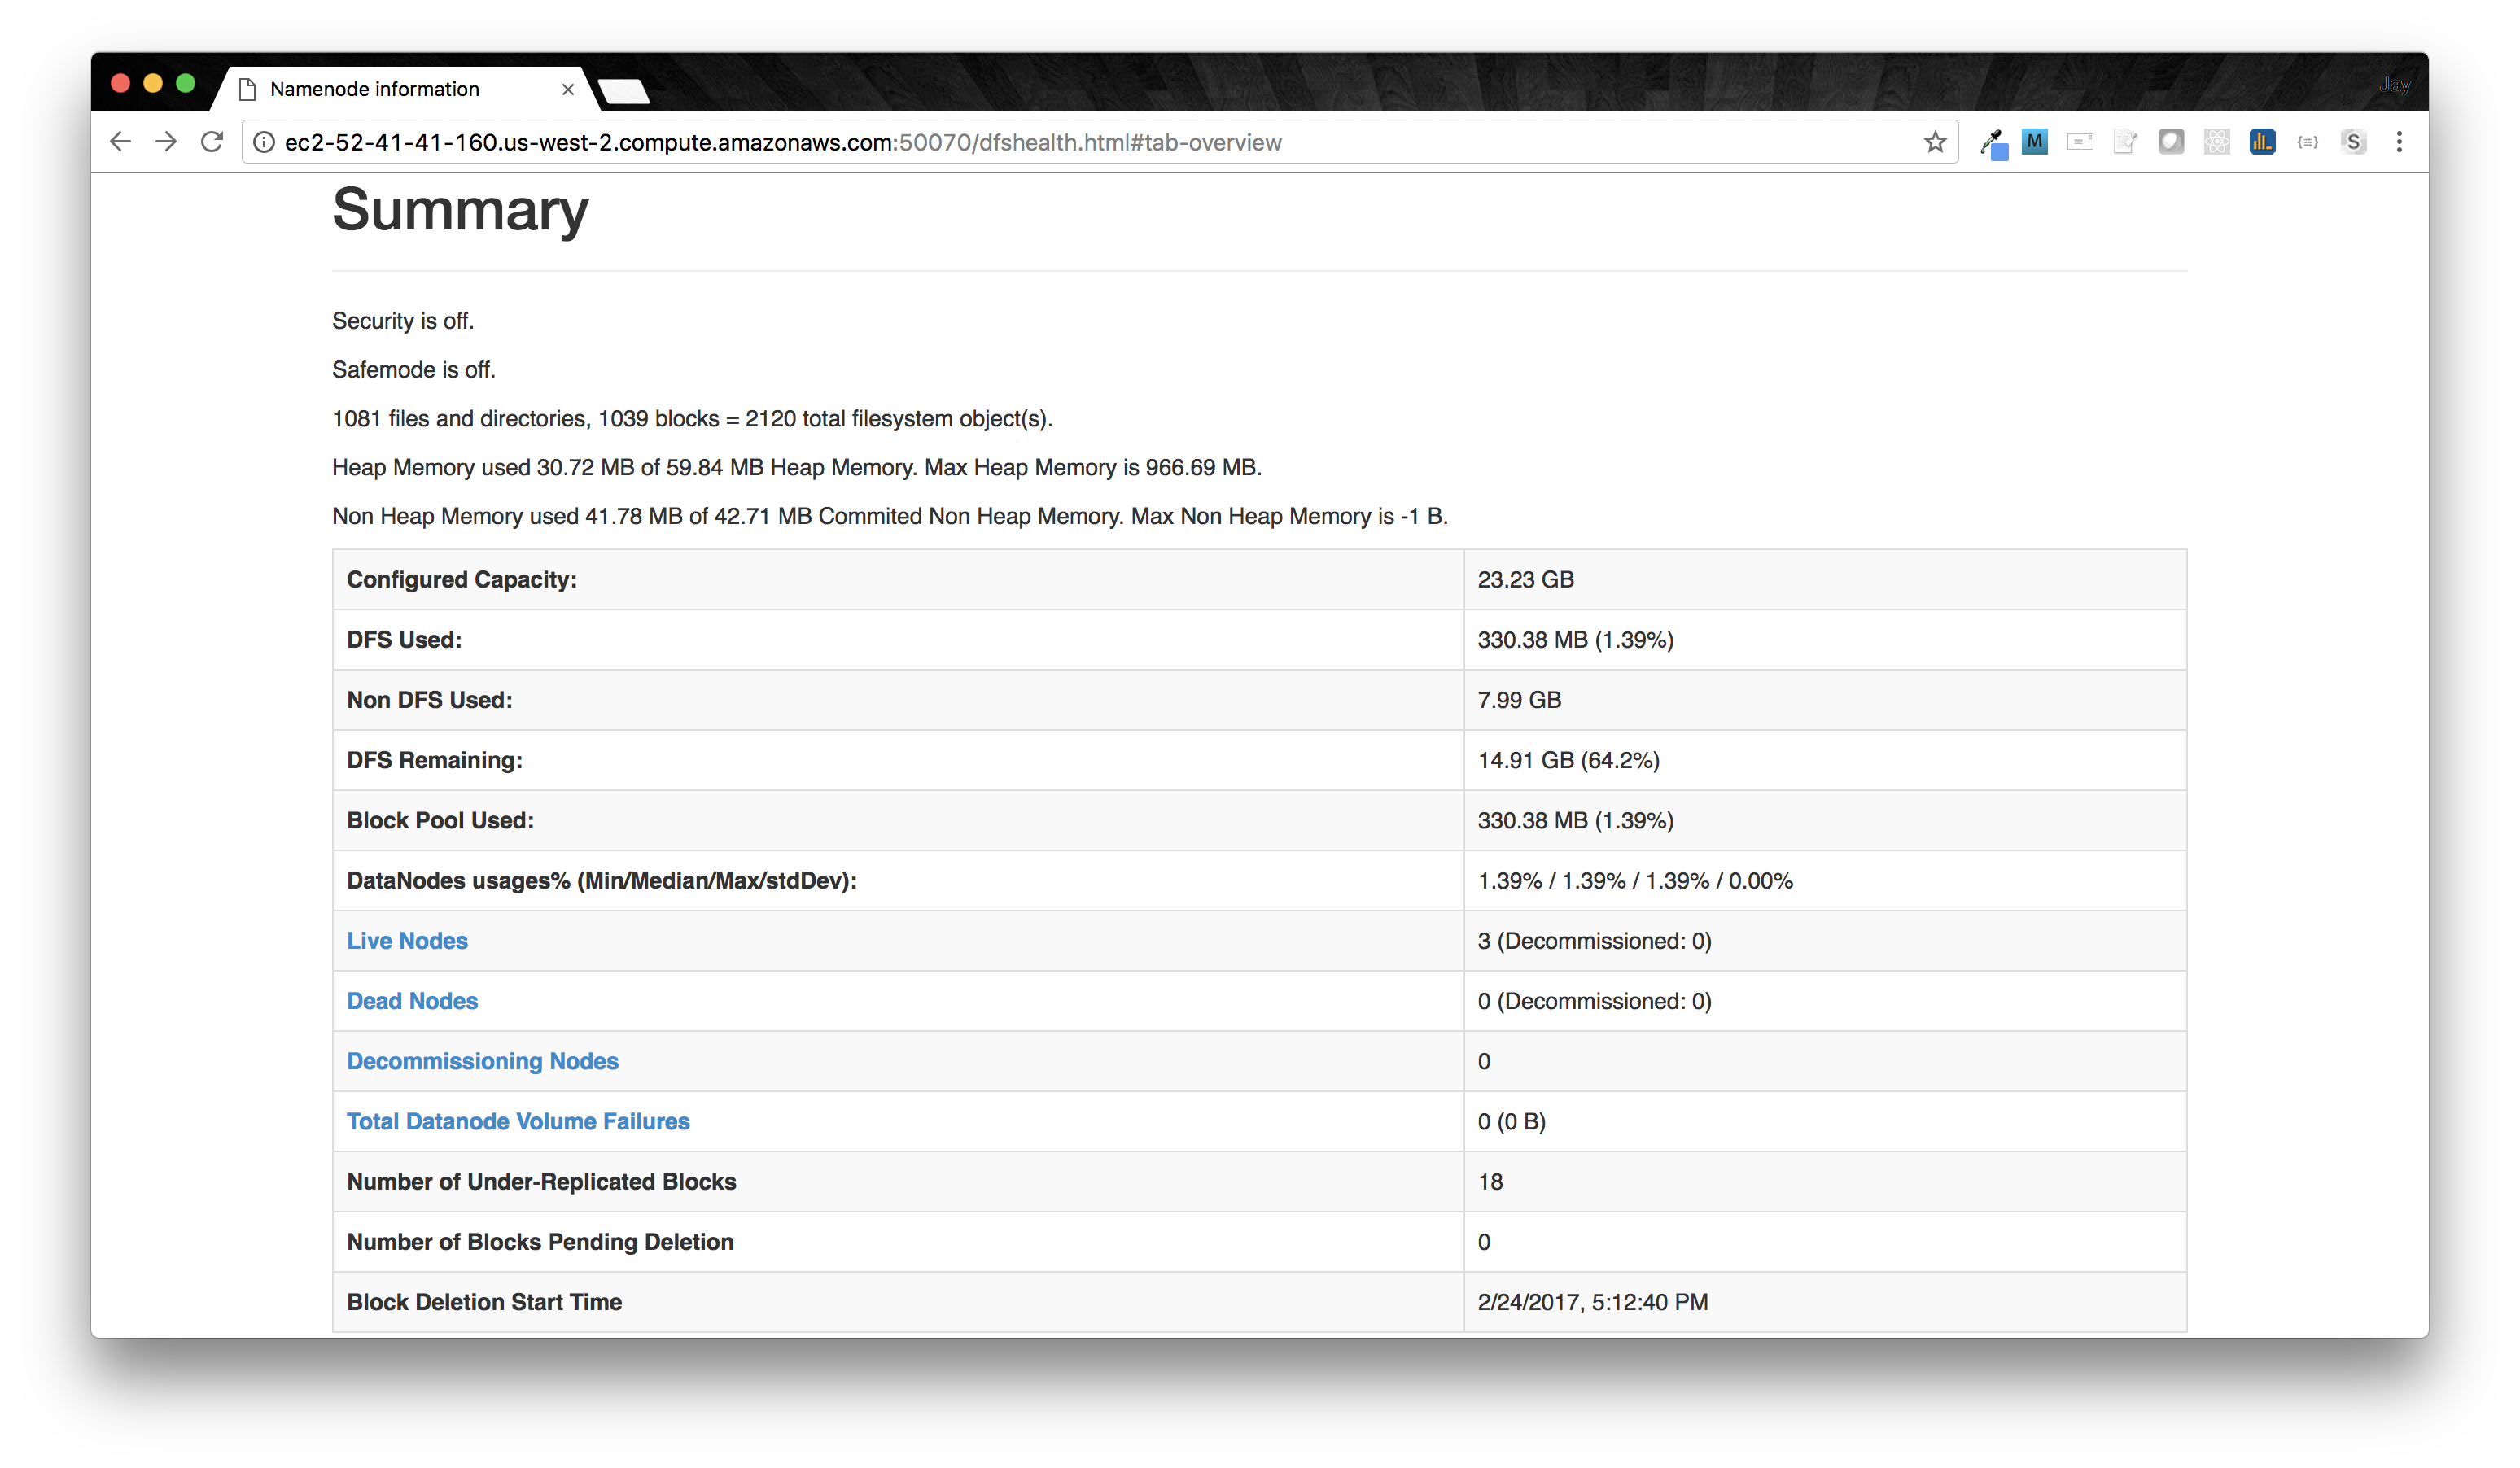 Namenode information
Jay
ec2-52-41-41-160.us-west-2.compute.amazonaws.com:50070/dfshealth.html#tab-overview
M
{≡}
S
Summary
Security is off.
Safemode is off.
1081 files and directories, 1039 blocks = 2120 total filesystem object(s).
Heap Memory used 30.72 MB of 59.84 MB Heap Memory. Max Heap Memory is 966.69 MB.
Non Heap Memory used 41.78 MB of 42.71 MB Commited Non Heap Memory. Max Non Heap Memory is -1 B.
Configured Capacity: 23.23 GB
DFS Used: 330.38 MB (1.39%)
Non DFS Used: 7.99 GB
DFS Remaining: 14.91 GB (64.2%)
Block Pool Used: 330.38 MB (1.39%)
DataNodes usages% (Min/Median/Max/stdDev): 1.39% / 1.39% / 1.39% / 0.00%
Live Nodes 3 (Decommissioned: 0)
Dead Nodes 0 (Decommissioned: 0)
Decommissioning Nodes 0
Total Datanode Volume Failures 0 (0 B)
Number of Under-Replicated Blocks 18
Number of Blocks Pending Deletion 0
Block Deletion Start Time 2/24/2017, 5:12:40 PM